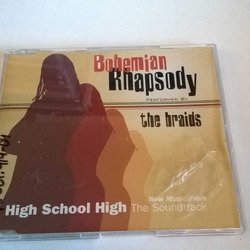 Bohemian
Rhapsody
PERFORMED BY
the braids
New Music From
High School High The Soundtrack